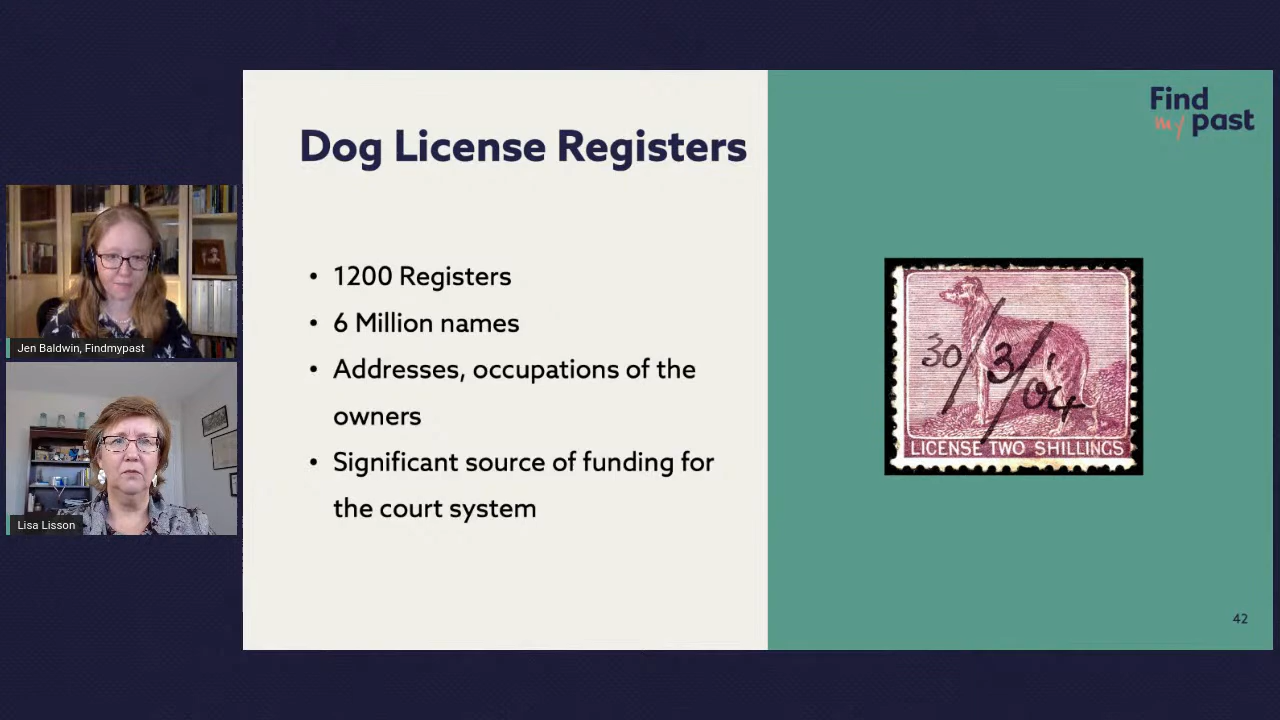 Find
my past
Dog License Registers
• 1200 Registers
• 6 Million names
• Addresses, occupations of the
owners
• Significant source of funding for
the court system
30/3/04
LICENSE TWO SHILLINGS
Jen Baldwin, Findmypast
Lisa Lisson
42